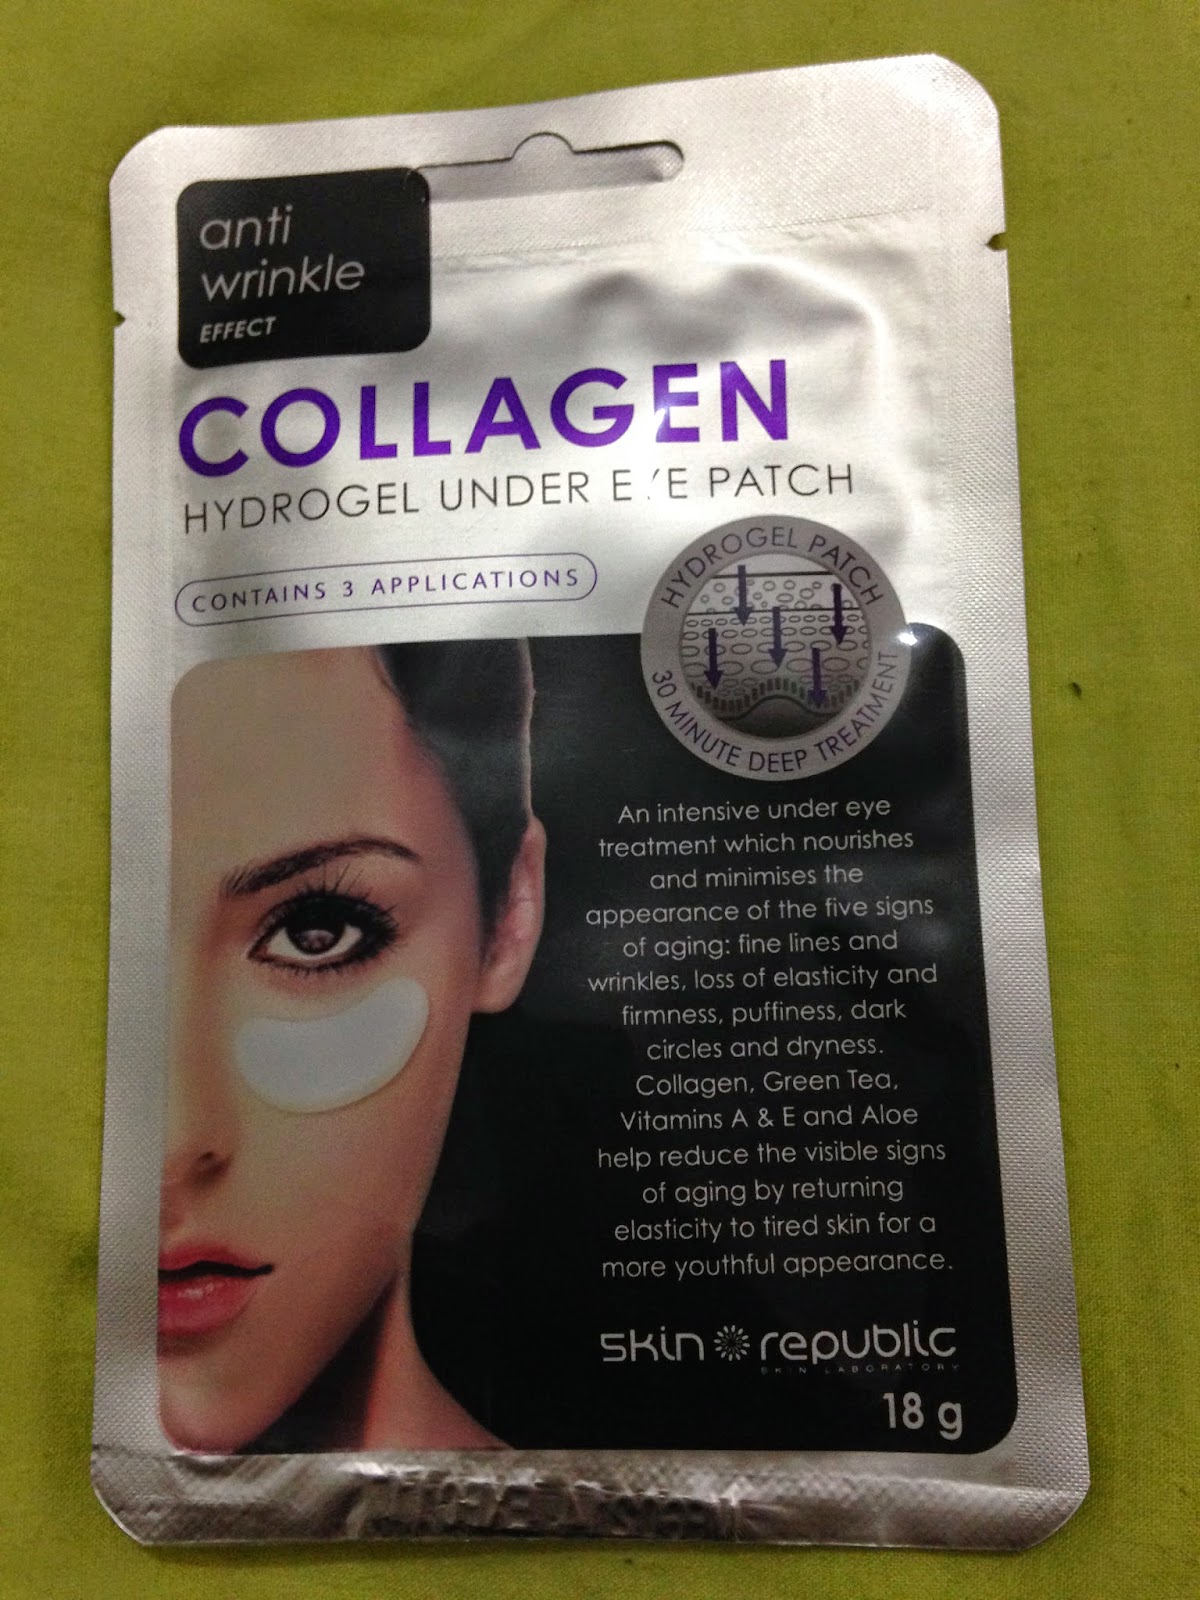 anti
wrinkle
EFFECT
COLLAGEN
HYDROGEL UNDER EYE PATCH
CONTAINS 3 APPLICATIONS
HYDROGEL PATCH
30 MINUTE DEEP TREATMENT
An intensive under eye
treatment which nourishes
and minimises the
appearance of the five signs
of aging: fine lines and
wrinkles, loss of elasticity and
firmness, puffiness, dark
circles and dryness.
Collagen, Green Tea,
Vitamins A & E and Aloe
help reduce the visible signs
of aging by returning
elasticity to tired skin for a
more youthful appearance.
skin republic
SKIN LABORATORY
18 g